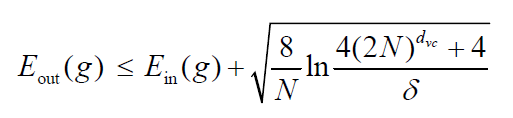 E_out(g) ≤ E_in(g) + √(8/N ln (4(2N)^{d_vc} + 4)/δ)